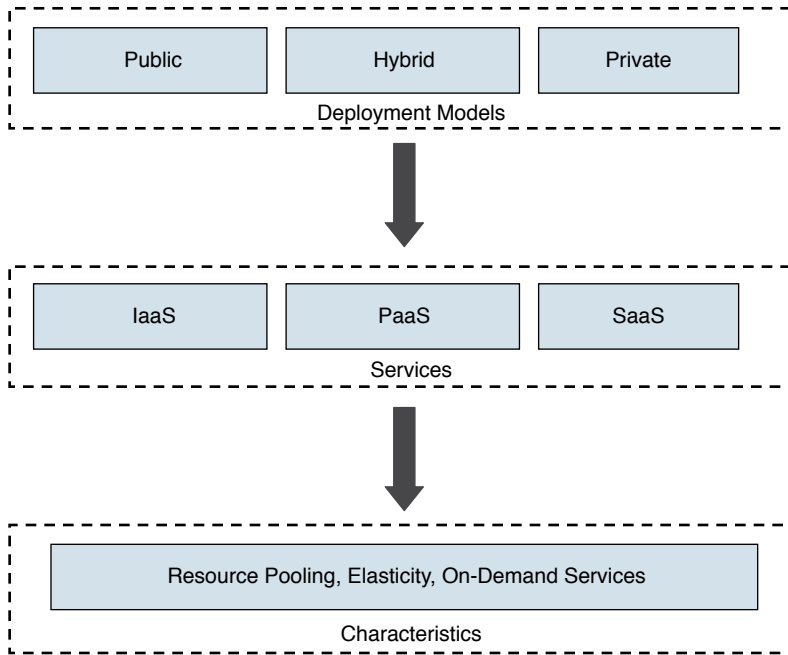 Public
Hybrid
Private
Deployment Models
IaaS
PaaS
SaaS
Services
Resource Pooling, Elasticity, On-Demand Services
Characteristics